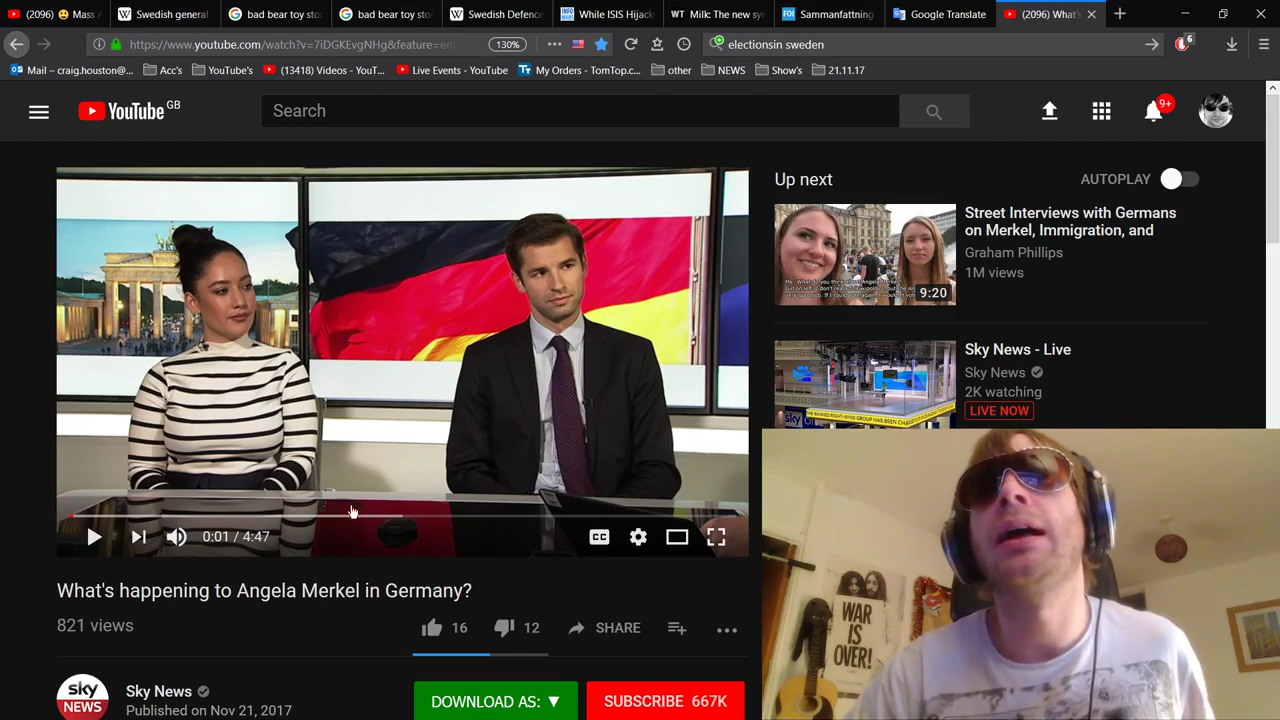 (2096) 😃 Mass A
Swedish general
bad bear toy sto
bad bear toy sto
Swedish Defence
While ISIS Hijack
Milk: The new sy
Sammanfattning
Google Translate
(2096) What's
https://www.youtube.com/watch?v=7iDGKEvgNHg&feature=em
130%
electionsin sweden
6
Mail – craig.houston@...
Acc's
YouTube's
(13418) Videos - YouT...
Live Events - YouTube
My Orders - TomTop.c...
other
NEWS
Show's
21.11.17
YouTube GB
Search
9+
Up next
AUTOPLAY
Street Interviews with Germans
on Merkel, Immigration, and
Graham Phillips
1M views
9:20
Sky News - Live
Sky News
2K watching
LIVE NOW
sky
0:01 / 4:47
CC
What's happening to Angela Merkel in Germany?
821 views
16
12
SHARE
sky
NEWS
Sky News
Published on Nov 21, 2017
DOWNLOAD AS: ▼
SUBSCRIBE 667K
WAR
IS
OVER!